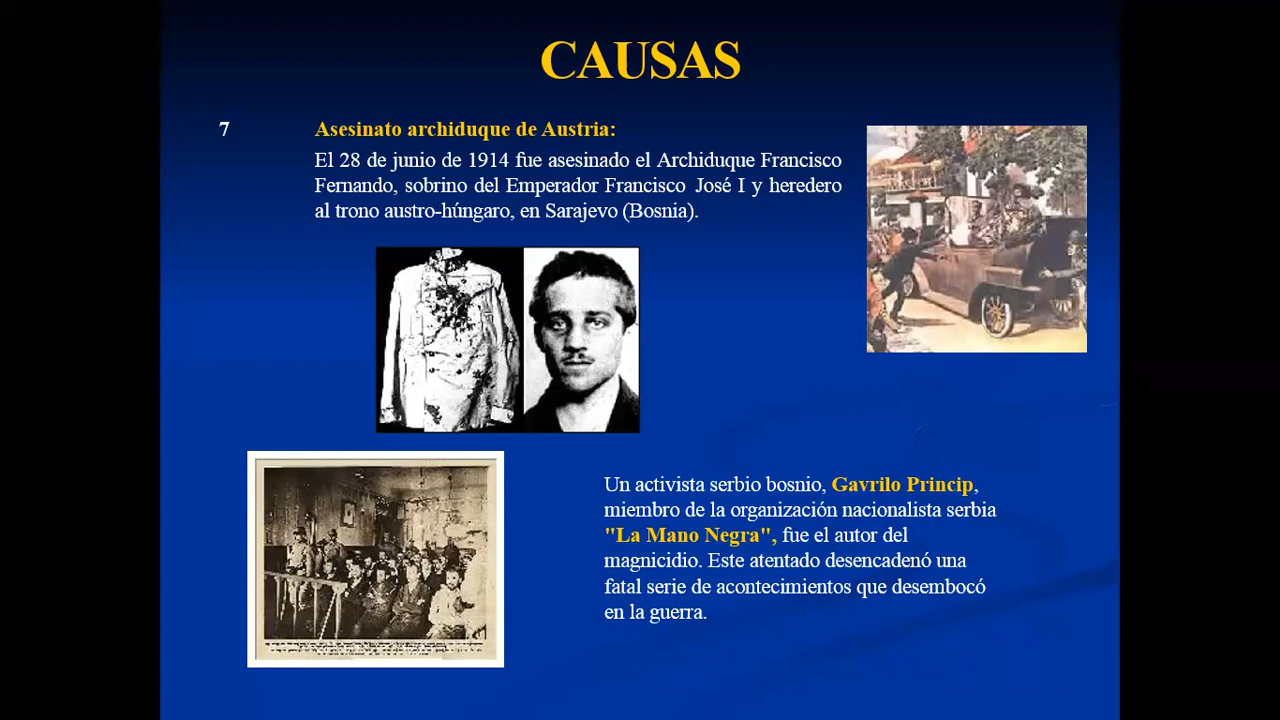 CAUSAS
7 Asesinato archiduque de Austria:
El 28 de junio de 1914 fue asesinado el Archiduque Francisco
Fernando, sobrino del Emperador Francisco José I y heredero
al trono austro-húngaro, en Sarajevo (Bosnia).
Un activista serbio bosnio, Gavrilo Princip,
miembro de la organización nacionalista serbia
"La Mano Negra", fue el autor del
magnicidio. Este atentado desencadenó una
fatal serie de acontecimientos que desembocó
en la guerra.